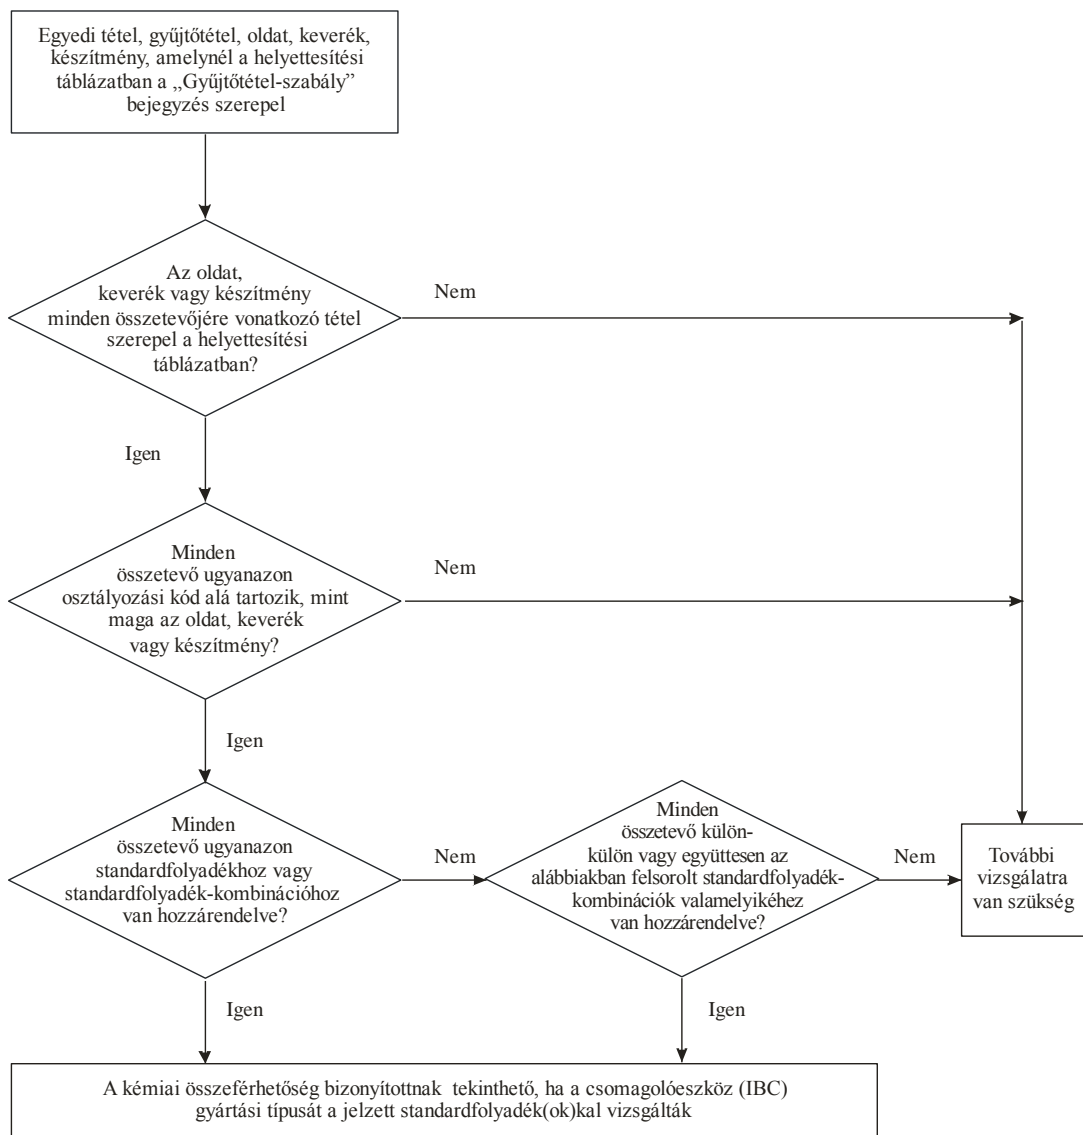 Egyedi tétel, gyűjtőtétel, oldat, keverék,
készítmény, amelynél a helyettesítési
táblázatban a „Gyűjtőtétel-szabály”
bejegyzés szerepel
Az oldat,
keverék vagy készítmény
minden összetevőjére vonatkozó tétel
szerepel a helyettesítési
táblázatban?
Nem
Igen
Minden
összetevő ugyanazon
osztályozási kód alá tartozik, mint
maga az oldat, keverék
vagy készítmény?
Nem
Igen
Minden
összetevő ugyanazon
standardfolyadékhoz vagy
standardfolyadék-kombinációhoz
van hozzárendelve?
Nem
Minden
összetevő külön-
külön vagy együttesen az
alábbiakban felsorolt standardfolyadék-
kombinációk valamelyikéhez
van hozzárendelve?
Nem
További
vizsgálatra
van szükség
Igen
Igen
A kémiai összeférhetőség bizonyítottnak tekinthető, ha a csomagolóeszköz (IBC)
gyártási típusát a jelzett standardfolyadék(ok)kal vizsgálták